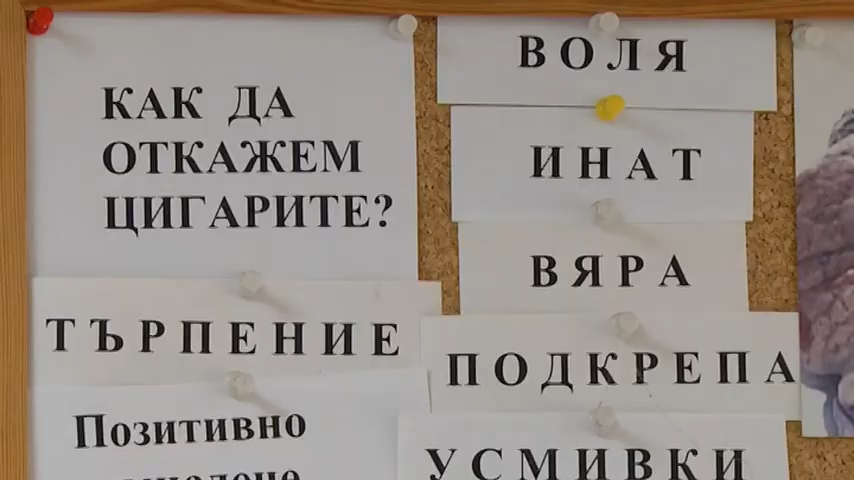 КАК ДА
ОТКАЖЕМ
ЦИГАРИТЕ?
ТЪРПЕНИЕ
Позитивно
ВОЛЯ
ИНАТ
ВЯРА
ПОДКРЕПА
УСМИВКИ